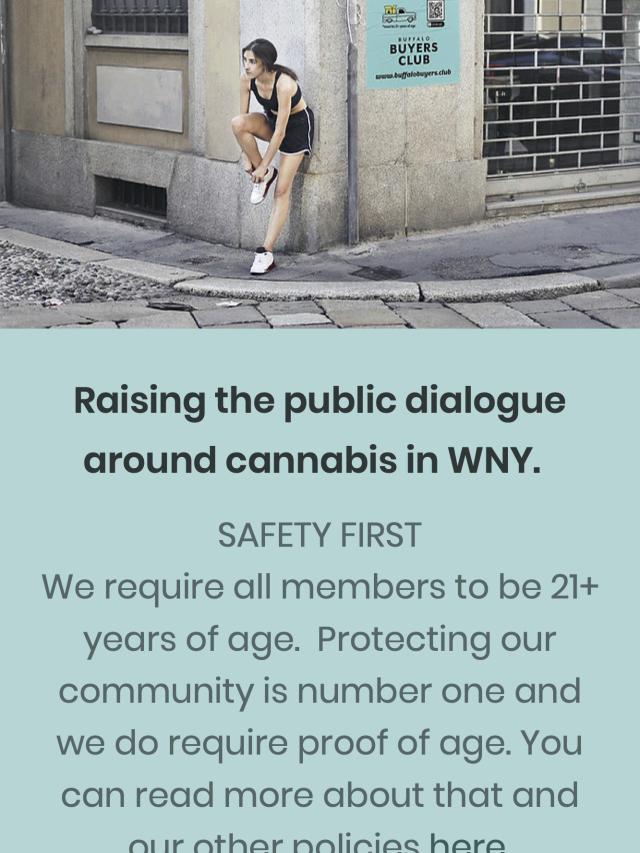 BUFFALO
BUYERS
CLUB
www.buffalobuyers.club
Raising the public dialogue
around cannabis in WNY.
SAFETY FIRST
We require all members to be 21+
years of age. Protecting our
community is number one and
we do require proof of age. You
can read more about that and
our other policies here.